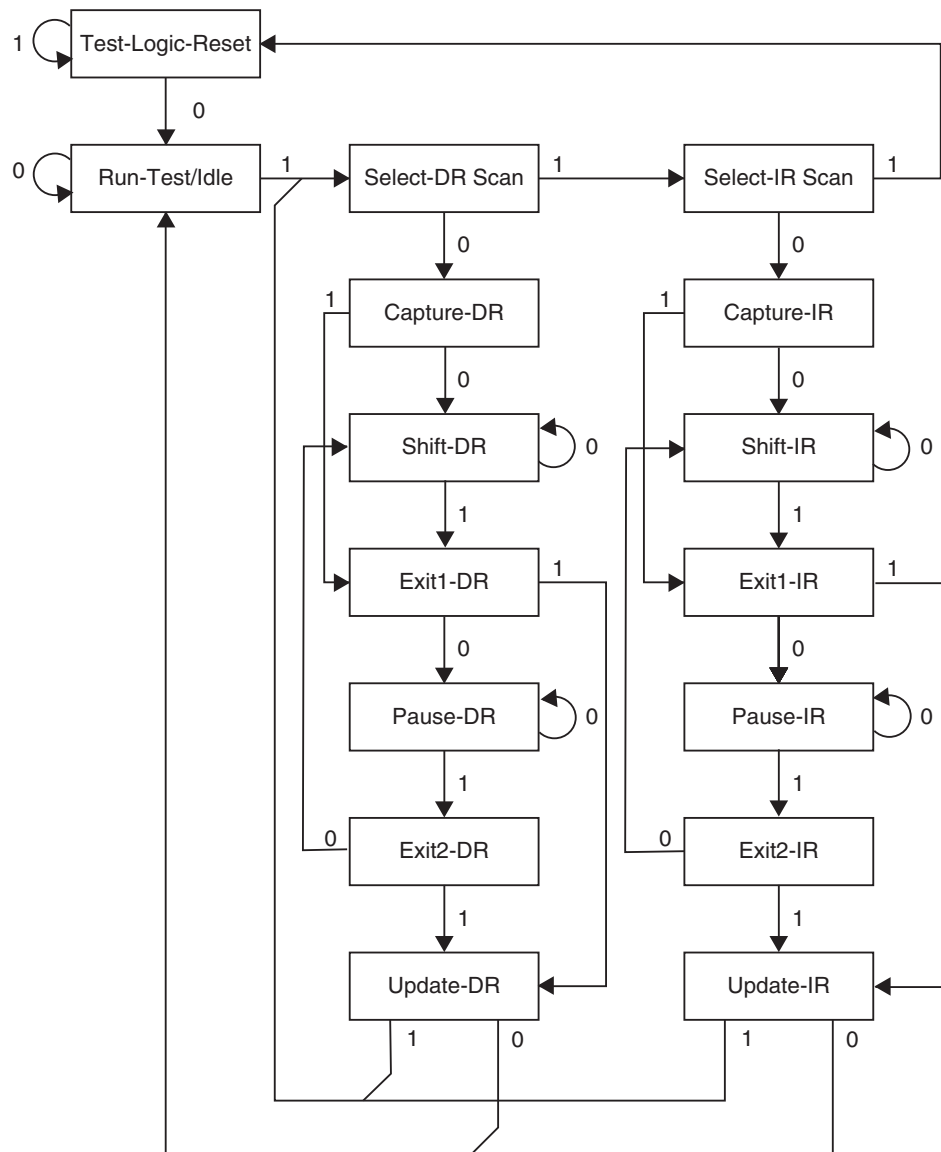 1
Test-Logic-Reset
0
0
Run-Test/Idle
1
Select-DR Scan
1
Select-IR Scan
1
0
0
1
Capture-DR
1
Capture-IR
0
0
Shift-DR
0
Shift-IR
0
1
1
Exit1-DR
1
Exit1-IR
1
0
0
Pause-DR
0
Pause-IR
0
1
1
0
Exit2-DR
0
Exit2-IR
1
1
Update-DR
Update-IR
1
0
1
0